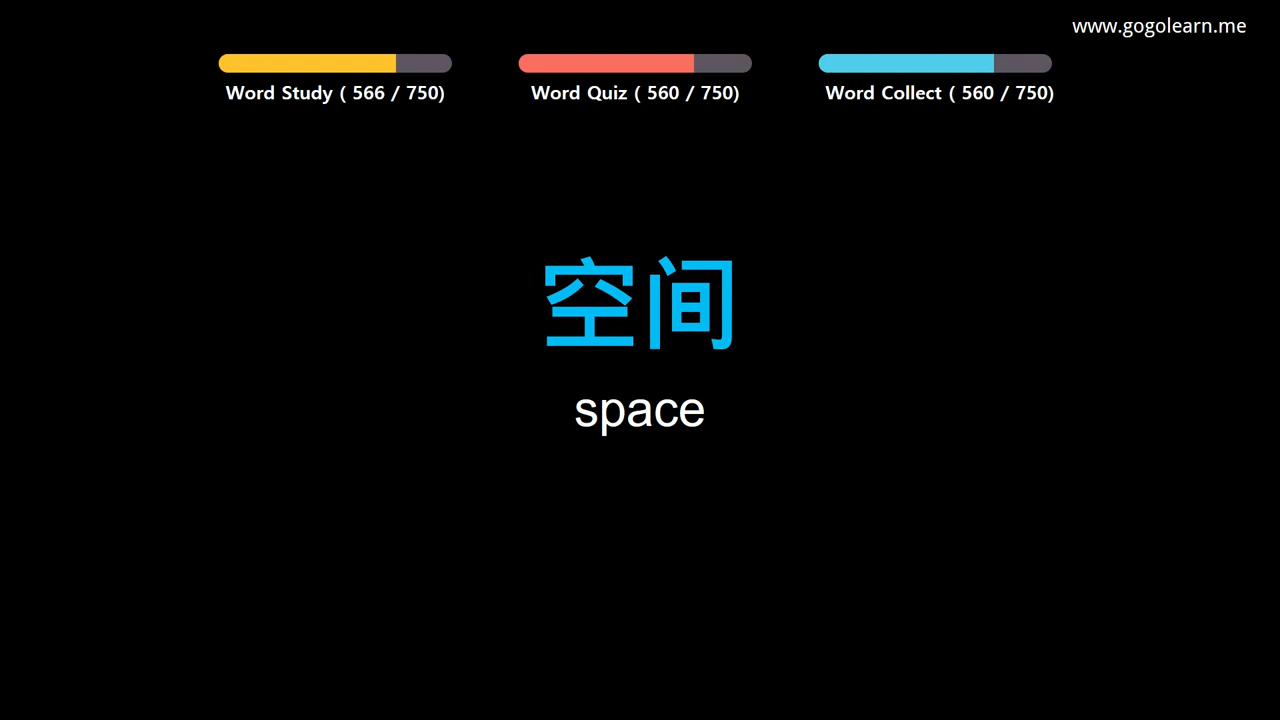 www.gogolearn.me
Word Study ( 566 / 750)
Word Quiz ( 560 / 750)
Word Collect ( 560 / 750)
空间
space